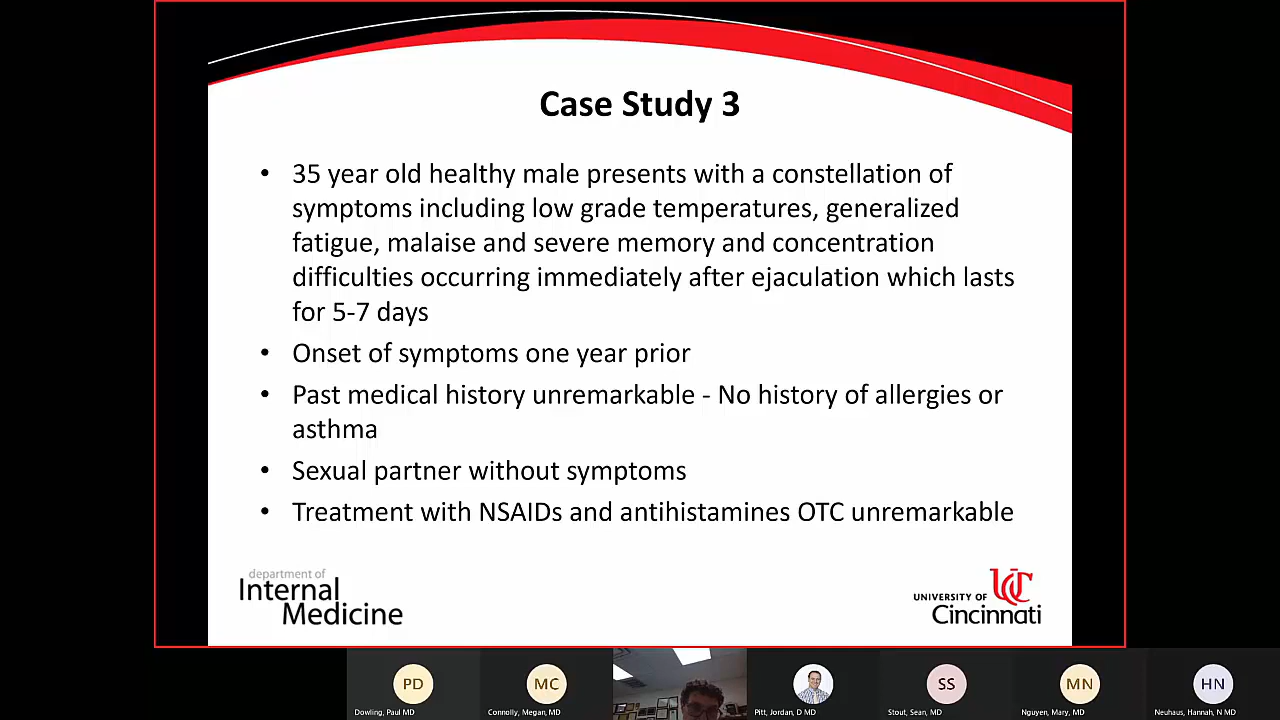 Case Study 3
• 35 year old healthy male presents with a constellation of
symptoms including low grade temperatures, generalized
fatigue, malaise and severe memory and concentration
difficulties occurring immediately after ejaculation which lasts
for 5-7 days
• Onset of symptoms one year prior
• Past medical history unremarkable - No history of allergies or
asthma
• Sexual partner without symptoms
• Treatment with NSAIDs and antihistamines OTC unremarkable
department of
Internal
Medicine
UC
UNIVERSITY OF
Cincinnati
PD
MC
SS
MN
HN
Dowling, Paul MD
Connolly, Megan, MD
Pitt, Jordan, D MD
Stout, Sean, MD
Nguyen, Mary, MD
Neuhaus, Hannah, N MD